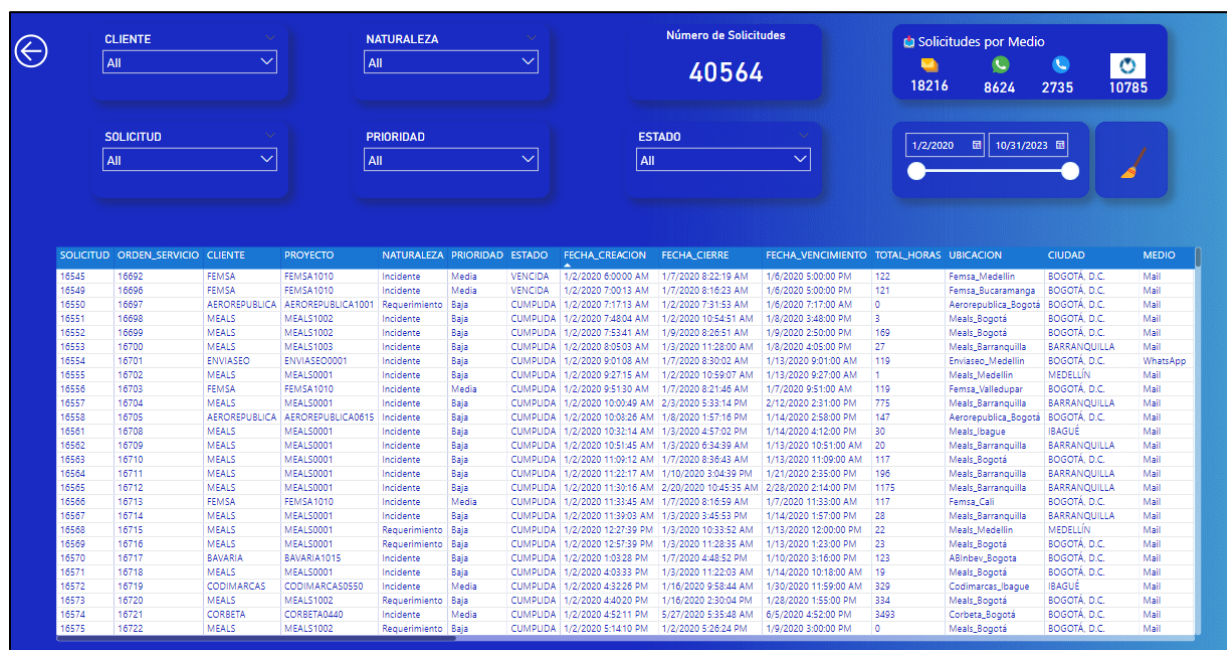 CLIENTE
All
NATURALEZA
All
Número de Solicitudes
40564
Solicitudes por Medio
18216 8624 2735 10785
SOLICITUD
All
PRIORIDAD
All
ESTADO
All
1/2/2020 10/31/2023
SOLICITUD ORDEN_SERVICIO CLIENTE PROYECTO NATURALEZA PRIORIDAD ESTADO FECHA_CREACION FECHA_CIERRE FECHA_VENCIMIENTO TOTAL_HORAS UBICACION CIUDAD MEDIO
16545 16692 FEMSA FEMSA1010 Incidente Media VENCIDA 1/2/2020 6:00:00 AM 1/7/2020 8:22:19 AM 1/6/2020 5:00:00 PM 122 Femsa_Medellin BOGOTÁ, D.C. Mail
16549 16696 FEMSA FEMSA1010 Incidente Media VENCIDA 1/2/2020 7:00:13 AM 1/7/2020 8:16:23 AM 1/6/2020 5:00:00 PM 121 Femsa_Bucaramanga BOGOTÁ, D.C. Mail
16550 16697 AEROREPUBLICA AEROREPUBLICA1001 Requerimiento Baja CUMPLIDA 1/2/2020 7:17:13 AM 1/2/2020 7:31:53 AM 1/6/2020 7:17:00 AM 0 Aerorepublica_Bogotá BOGOTÁ, D.C. Mail
16551 16698 MEALS MEALS1002 Incidente Baja CUMPLIDA 1/2/2020 7:48:04 AM 1/2/2020 10:54:51 AM 1/8/2020 3:48:00 PM 3 Meals_Bogotá BOGOTÁ, D.C. Mail
16552 16699 MEALS MEALS1002 Incidente Baja CUMPLIDA 1/2/2020 7:53:41 AM 1/9/2020 8:26:51 AM 1/9/2020 2:50:00 PM 169 Meals_Bogotá BOGOTÁ, D.C. Mail
16553 16700 MEALS MEALS1003 Incidente Baja CUMPLIDA 1/2/2020 8:05:03 AM 1/3/2020 11:28:00 AM 1/8/2020 4:05:00 PM 27 Meals_Barranquilla BARRANQUILLA Mail
16554 16701 ENVIASEO ENVIASEO0001 Incidente Baja CUMPLIDA 1/2/2020 9:01:08 AM 1/7/2020 8:30:02 AM 1/13/2020 9:01:00 AM 119 Enviaseo_Medellin BOGOTÁ, D.C. WhatsApp
16555 16702 MEALS MEALS0001 Incidente Baja CUMPLIDA 1/2/2020 9:27:15 AM 1/2/2020 10:59:07 AM 1/13/2020 9:27:00 AM 1 Meals_Medellin MEDELLÍN Mail
16556 16703 FEMSA FEMSA1010 Incidente Media CUMPLIDA 1/2/2020 9:51:30 AM 1/7/2020 8:21:46 AM 1/7/2020 9:51:00 AM 119 Femsa_Valledupar BOGOTÁ, D.C. Mail
16557 16704 MEALS MEALS0001 Incidente Baja CUMPLIDA 1/2/2020 10:00:49 AM 2/3/2020 5:33:14 PM 2/12/2020 2:31:00 PM 775 Meals_Barranquilla BARRANQUILLA Mail
16558 16705 AEROREPUBLICA AEROREPUBLICA0615 Incidente Baja CUMPLIDA 1/2/2020 10:08:26 AM 1/8/2020 1:57:16 PM 1/14/2020 2:58:00 PM 147 Aerorepublica_Bogotá BOGOTÁ, D.C. Mail
16561 16708 MEALS MEALS0001 Incidente Baja CUMPLIDA 1/2/2020 10:32:14 AM 1/3/2020 4:57:02 PM 1/14/2020 4:12:00 PM 30 Meals_Ibague IBAGUÉ Mail
16562 16709 MEALS MEALS0001 Incidente Baja CUMPLIDA 1/2/2020 10:51:45 AM 1/3/2020 6:34:39 AM 1/13/2020 10:51:00 AM 20 Meals_Barranquilla BARRANQUILLA Mail
16563 16710 MEALS MEALS0001 Incidente Baja CUMPLIDA 1/2/2020 11:09:12 AM 1/7/2020 8:36:43 AM 1/13/2020 11:09:00 AM 117 Meals_Bogotá BOGOTÁ, D.C. Mail
16564 16711 MEALS MEALS0001 Incidente Baja CUMPLIDA 1/2/2020 11:22:17 AM 1/10/2020 3:04:39 PM 1/21/2020 2:35:00 PM 196 Meals_Barranquilla BARRANQUILLA Mail
16565 16712 MEALS MEALS0001 Incidente Baja CUMPLIDA 1/2/2020 11:30:16 AM 2/20/2020 10:45:35 AM 2/28/2020 2:14:00 PM 1175 Meals_Barranquilla BARRANQUILLA Mail
16566 16713 FEMSA FEMSA1010 Incidente Media CUMPLIDA 1/2/2020 11:33:45 AM 1/7/2020 8:16:59 AM 1/7/2020 11:33:00 AM 117 Femsa_Cali BOGOTÁ, D.C. Mail
16567 16714 MEALS MEALS0001 Incidente Baja CUMPLIDA 1/2/2020 11:39:03 AM 1/3/2020 3:45:53 PM 1/14/2020 1:57:00 PM 28 Meals_Barranquilla BARRANQUILLA Mail
16568 16715 MEALS MEALS0001 Requerimiento Baja CUMPLIDA 1/2/2020 12:27:39 PM 1/3/2020 10:33:52 AM 1/13/2020 12:00:00 PM 22 Meals_Medellin MEDELLÍN Mail
16569 16716 MEALS MEALS0001 Requerimiento Baja CUMPLIDA 1/2/2020 12:57:39 PM 1/3/2020 11:28:35 AM 1/13/2020 1:23:00 PM 23 Meals_Bogotá BOGOTÁ, D.C. Mail
16570 16717 BAVARIA BAVARIA1015 Incidente Baja CUMPLIDA 1/2/2020 1:03:28 PM 1/7/2020 4:48:52 PM 1/10/2020 3:16:00 PM 123 ABInbev_Bogota BOGOTÁ, D.C. Mail
16571 16718 MEALS MEALS0001 Incidente Baja CUMPLIDA 1/2/2020 4:03:33 PM 1/3/2020 11:22:03 AM 1/14/2020 10:18:00 AM 19 Meals_Bogotá BOGOTÁ, D.C. Mail
16572 16719 CODIMARCAS CODIMARCAS0550 Incidente Media CUMPLIDA 1/2/2020 4:32:26 PM 1/16/2020 9:58:44 AM 1/30/2020 11:59:00 AM 329 Codimarcas_Ibague IBAGUÉ Mail
16573 16720 MEALS MEALS1002 Requerimiento Baja CUMPLIDA 1/2/2020 4:40:20 PM 1/16/2020 2:30:04 PM 1/28/2020 1:55:00 PM 334 Meals_Bogotá BOGOTÁ, D.C. Mail
16574 16721 CORBETA CORBETA0440 Incidente Media CUMPLIDA 1/2/2020 4:52:11 PM 5/27/2020 5:35:48 AM 6/5/2020 4:52:00 PM 3493 Corbeta_Bogotá BOGOTÁ, D.C. Mail
16575 16722 MEALS MEALS1002 Requerimiento Baja CUMPLIDA 1/2/2020 5:14:10 PM 1/2/2020 5:26:24 PM 1/9/2020 3:00:00 PM 0 Meals_Bogotá BOGOTÁ, D.C. Mail